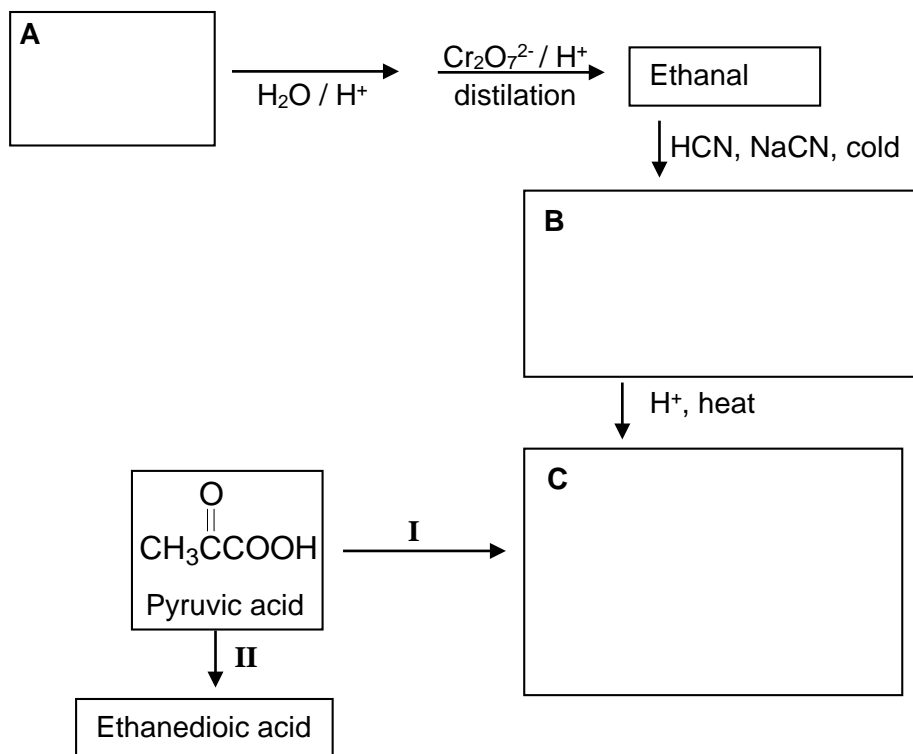 A
H₂O / H⁺
Cr₂O₇²⁻ / H⁺
distilation
Ethanal
HCN, NaCN, cold
B
H⁺, heat
C
O
CH₃CCOOH
Pyruvic acid
I
II
Ethanedioic acid